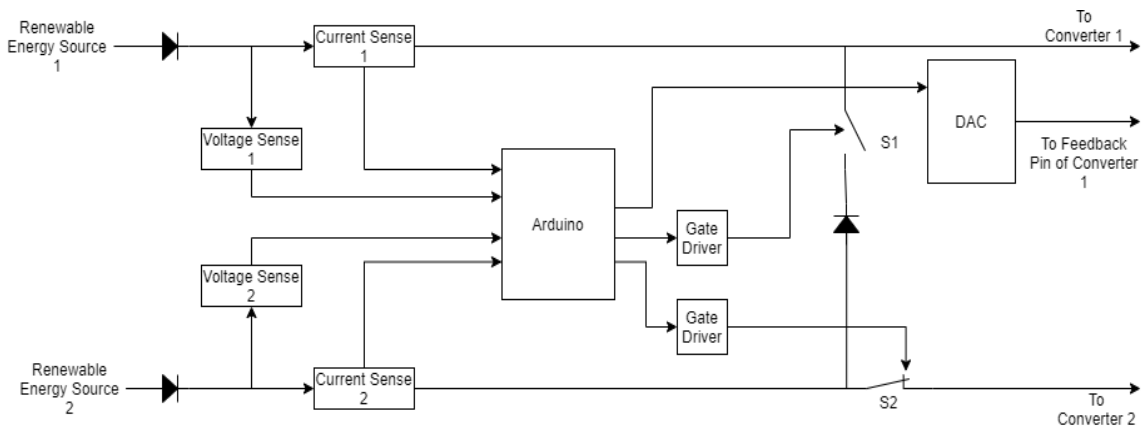 Renewable
Energy Source
1
Current Sense
1
To
Converter 1
Voltage Sense
1
S1
DAC
To Feedback
Pin of Converter
1
Arduino
Gate
Driver
Voltage Sense
2
Gate
Driver
Renewable
Energy Source
2
Current Sense
2
S2
To
Converter 2